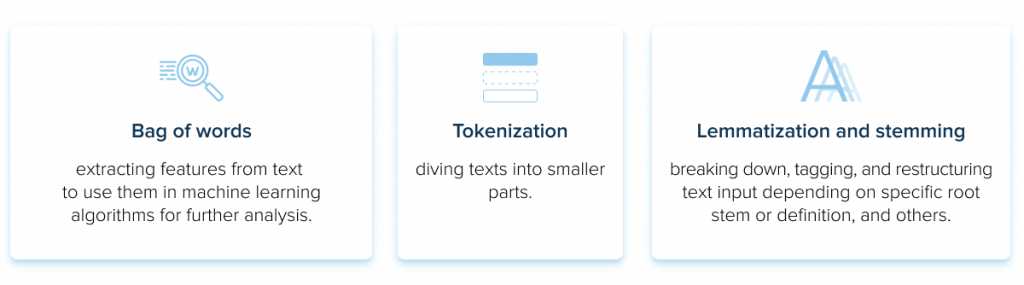 W
Bag of words
extracting features from text
to use them in machine learning
algorithms for further analysis.
Tokenization
diving texts into smaller
parts.
Lemmatization and stemming
breaking down, tagging, and restructuring
text input depending on specific root
stem or definition, and others.